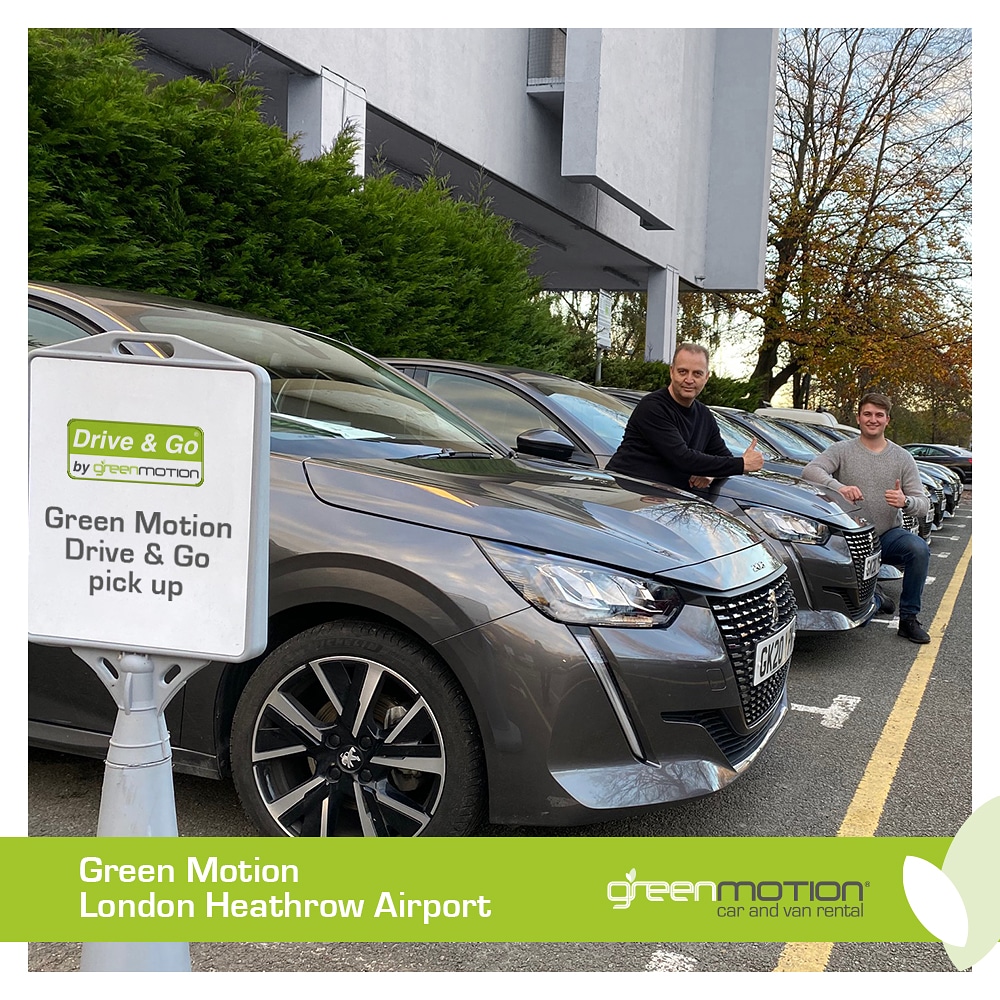 Drive & Go
by greenmotion
Green Motion
Drive & Go
pick up
208
Green Motion
London Heathrow Airport
greenmotion®
car and van rental